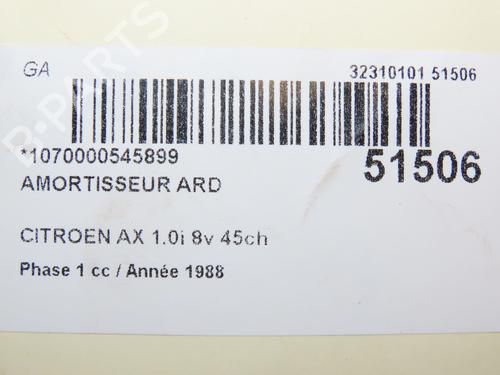 GA
32310101 51506
*1070000545899
51506
AMORTISSEUR ARD
CITROEN AX 1.0i 8v 45ch
Phase 1 cc / Année 1988
B-PARTS